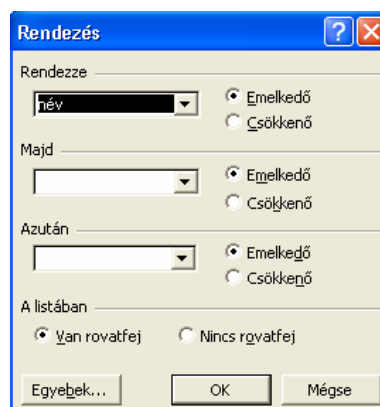 Rendezés
Rendezze
név
Emelkedő
Csökkenő
Majd
Emelkedő
Csökkenő
Azután
Emelkedő
Csökkenő
A listában
Van rovatfej
Nincs rovatfej
Egyebek...
OK
Mégse